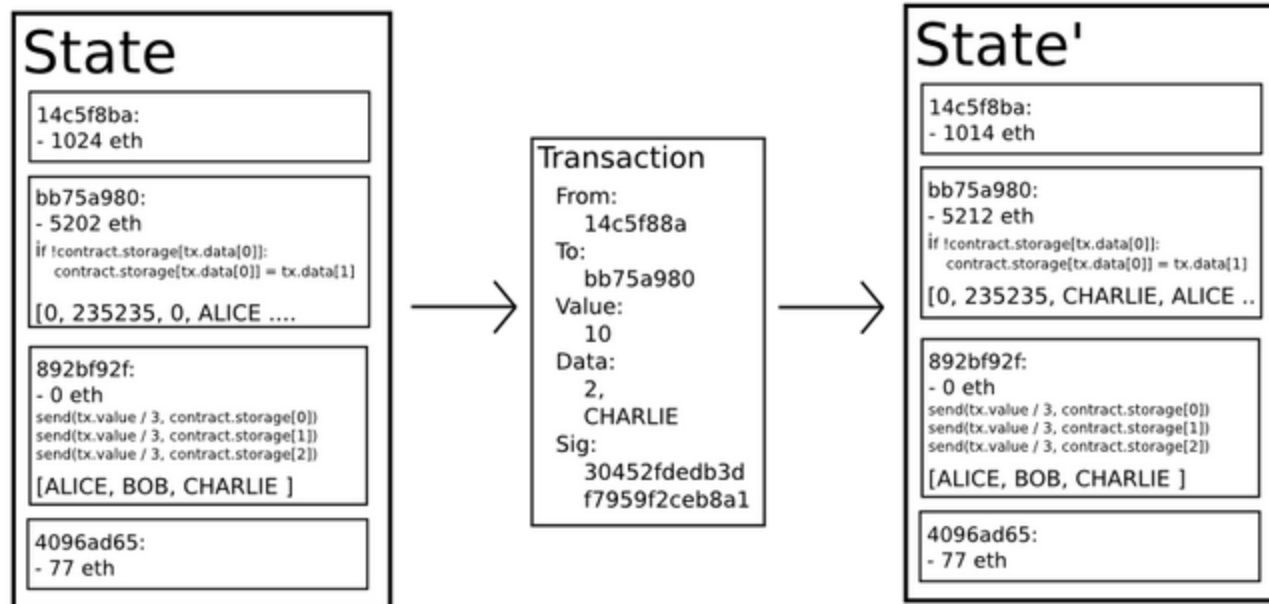 State
14c5f8ba:
- 1024 eth
bb75a980:
- 5202 eth
if !contract.storage[tx.data[0]]:
contract.storage[tx.data[0]] = tx.data[1]
[0, 235235, 0, ALICE ....
892bf92f:
- 0 eth
send(tx.value / 3, contract.storage[0])
send(tx.value / 3, contract.storage[1])
send(tx.value / 3, contract.storage[2])
[ALICE, BOB, CHARLIE ]
4096ad65:
- 77 eth
Transaction
From:
14c5f88a
To:
bb75a980
Value:
10
Data:
2,
CHARLIE
Sig:
30452fdedb3d
f7959f2ceb8a1
State'
14c5f8ba:
- 1014 eth
bb75a980:
- 5212 eth
if !contract.storage[tx.data[0]]:
contract.storage[tx.data[0]] = tx.data[1]
[0, 235235, CHARLIE, ALICE ..
892bf92f:
- 0 eth
send(tx.value / 3, contract.storage[0])
send(tx.value / 3, contract.storage[1])
send(tx.value / 3, contract.storage[2])
[ALICE, BOB, CHARLIE ]
4096ad65:
- 77 eth